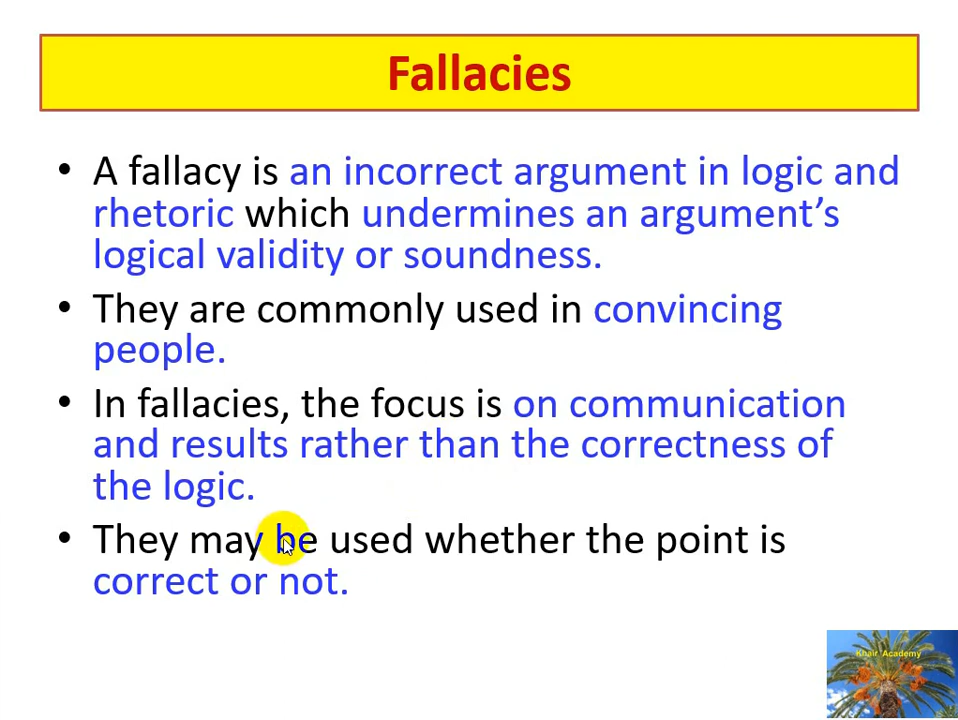 Fallacies
• A fallacy is an incorrect argument in logic and
rhetoric which undermines an argument’s
logical validity or soundness.
• They are commonly used in convincing
people.
• In fallacies, the focus is on communication
and results rather than the correctness of
the logic.
• They may be used whether the point is
correct or not.
Khair Academy